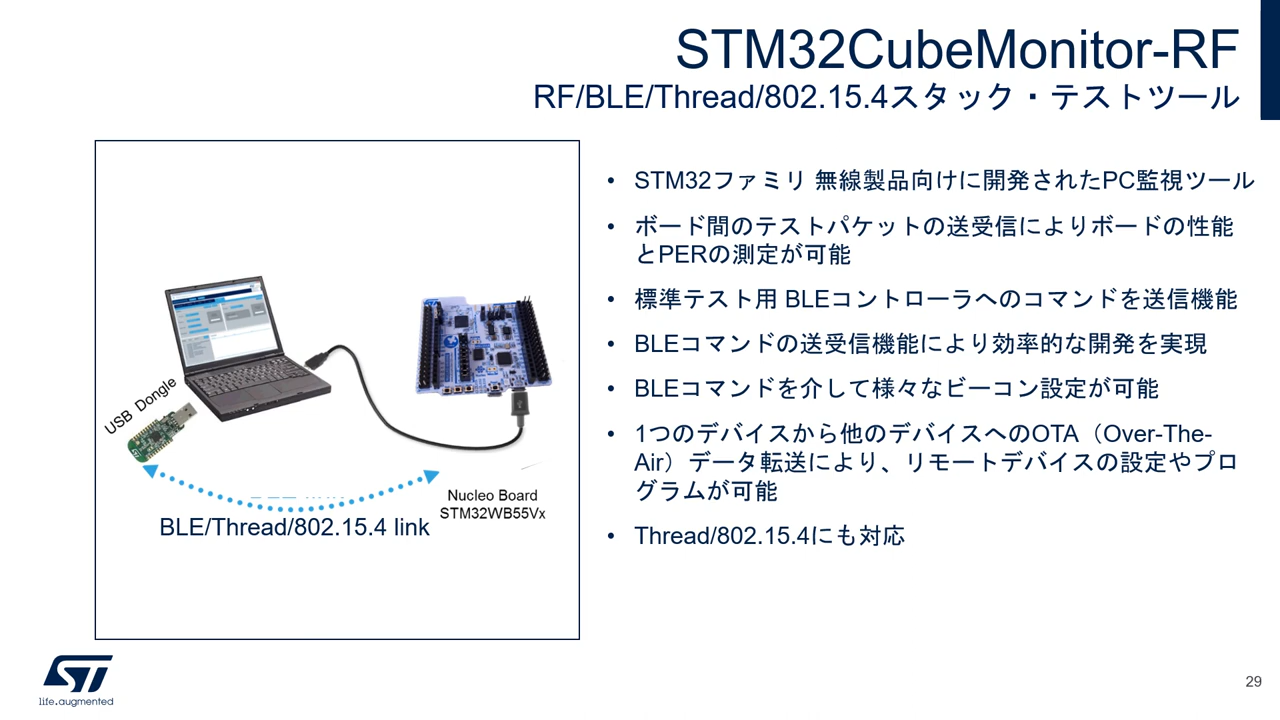 STM32CubeMonitor-RF
RF/BLE/Thread/802.15.4スタック・テストツール
USB Dongle
Nucleo Board
STM32WB55Vx
BLE/Thread/802.15.4 link
• STM32ファミリ 無線製品向けに開発されたPC監視ツール
• ボード間のテストパケットの送受信によりボードの性能
とPERの測定が可能
• 標準テスト用 BLEコントローラへのコマンドを送信機能
• BLEコマンドの送受信機能により効率的な開発を実現
• BLEコマンドを介して様々なビーコン設定が可能
• 1つのデバイスから他のデバイスへのOTA（Over-The-
Air）データ転送により、リモートデバイスの設定やプロ
グラムが可能
• Thread/802.15.4にも対応
ST
life.augmented
29